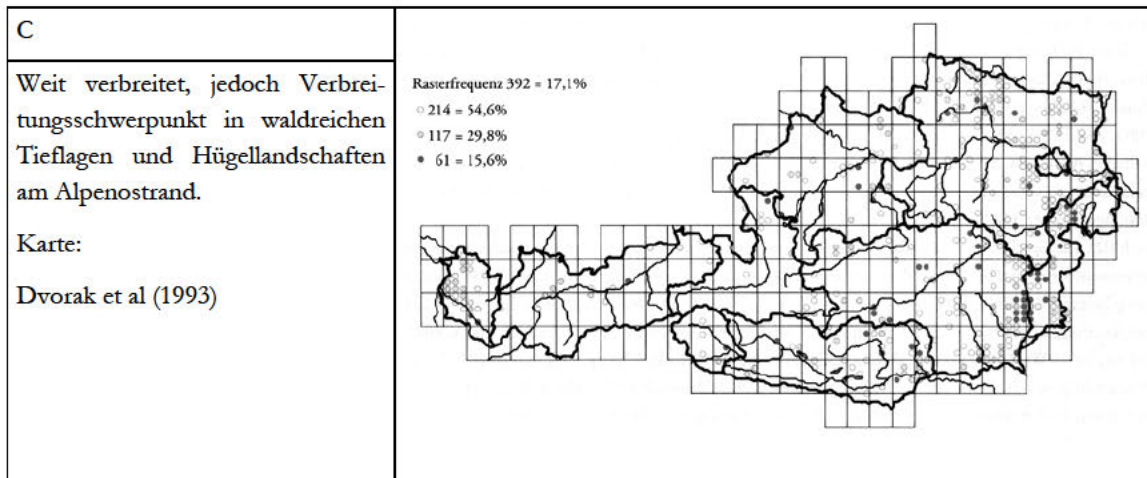 C
Weit verbreitet, jedoch Verbrei-
tungsschwerpunkt in waldreichen
Tieflagen und Hügellandschaften
am Alpenostrand.
Karte:
Dvorak et al (1993)
Rasterfrequenz 392 = 17,1%
214 = 54,6%
117 = 29,8%
61 = 15,6%